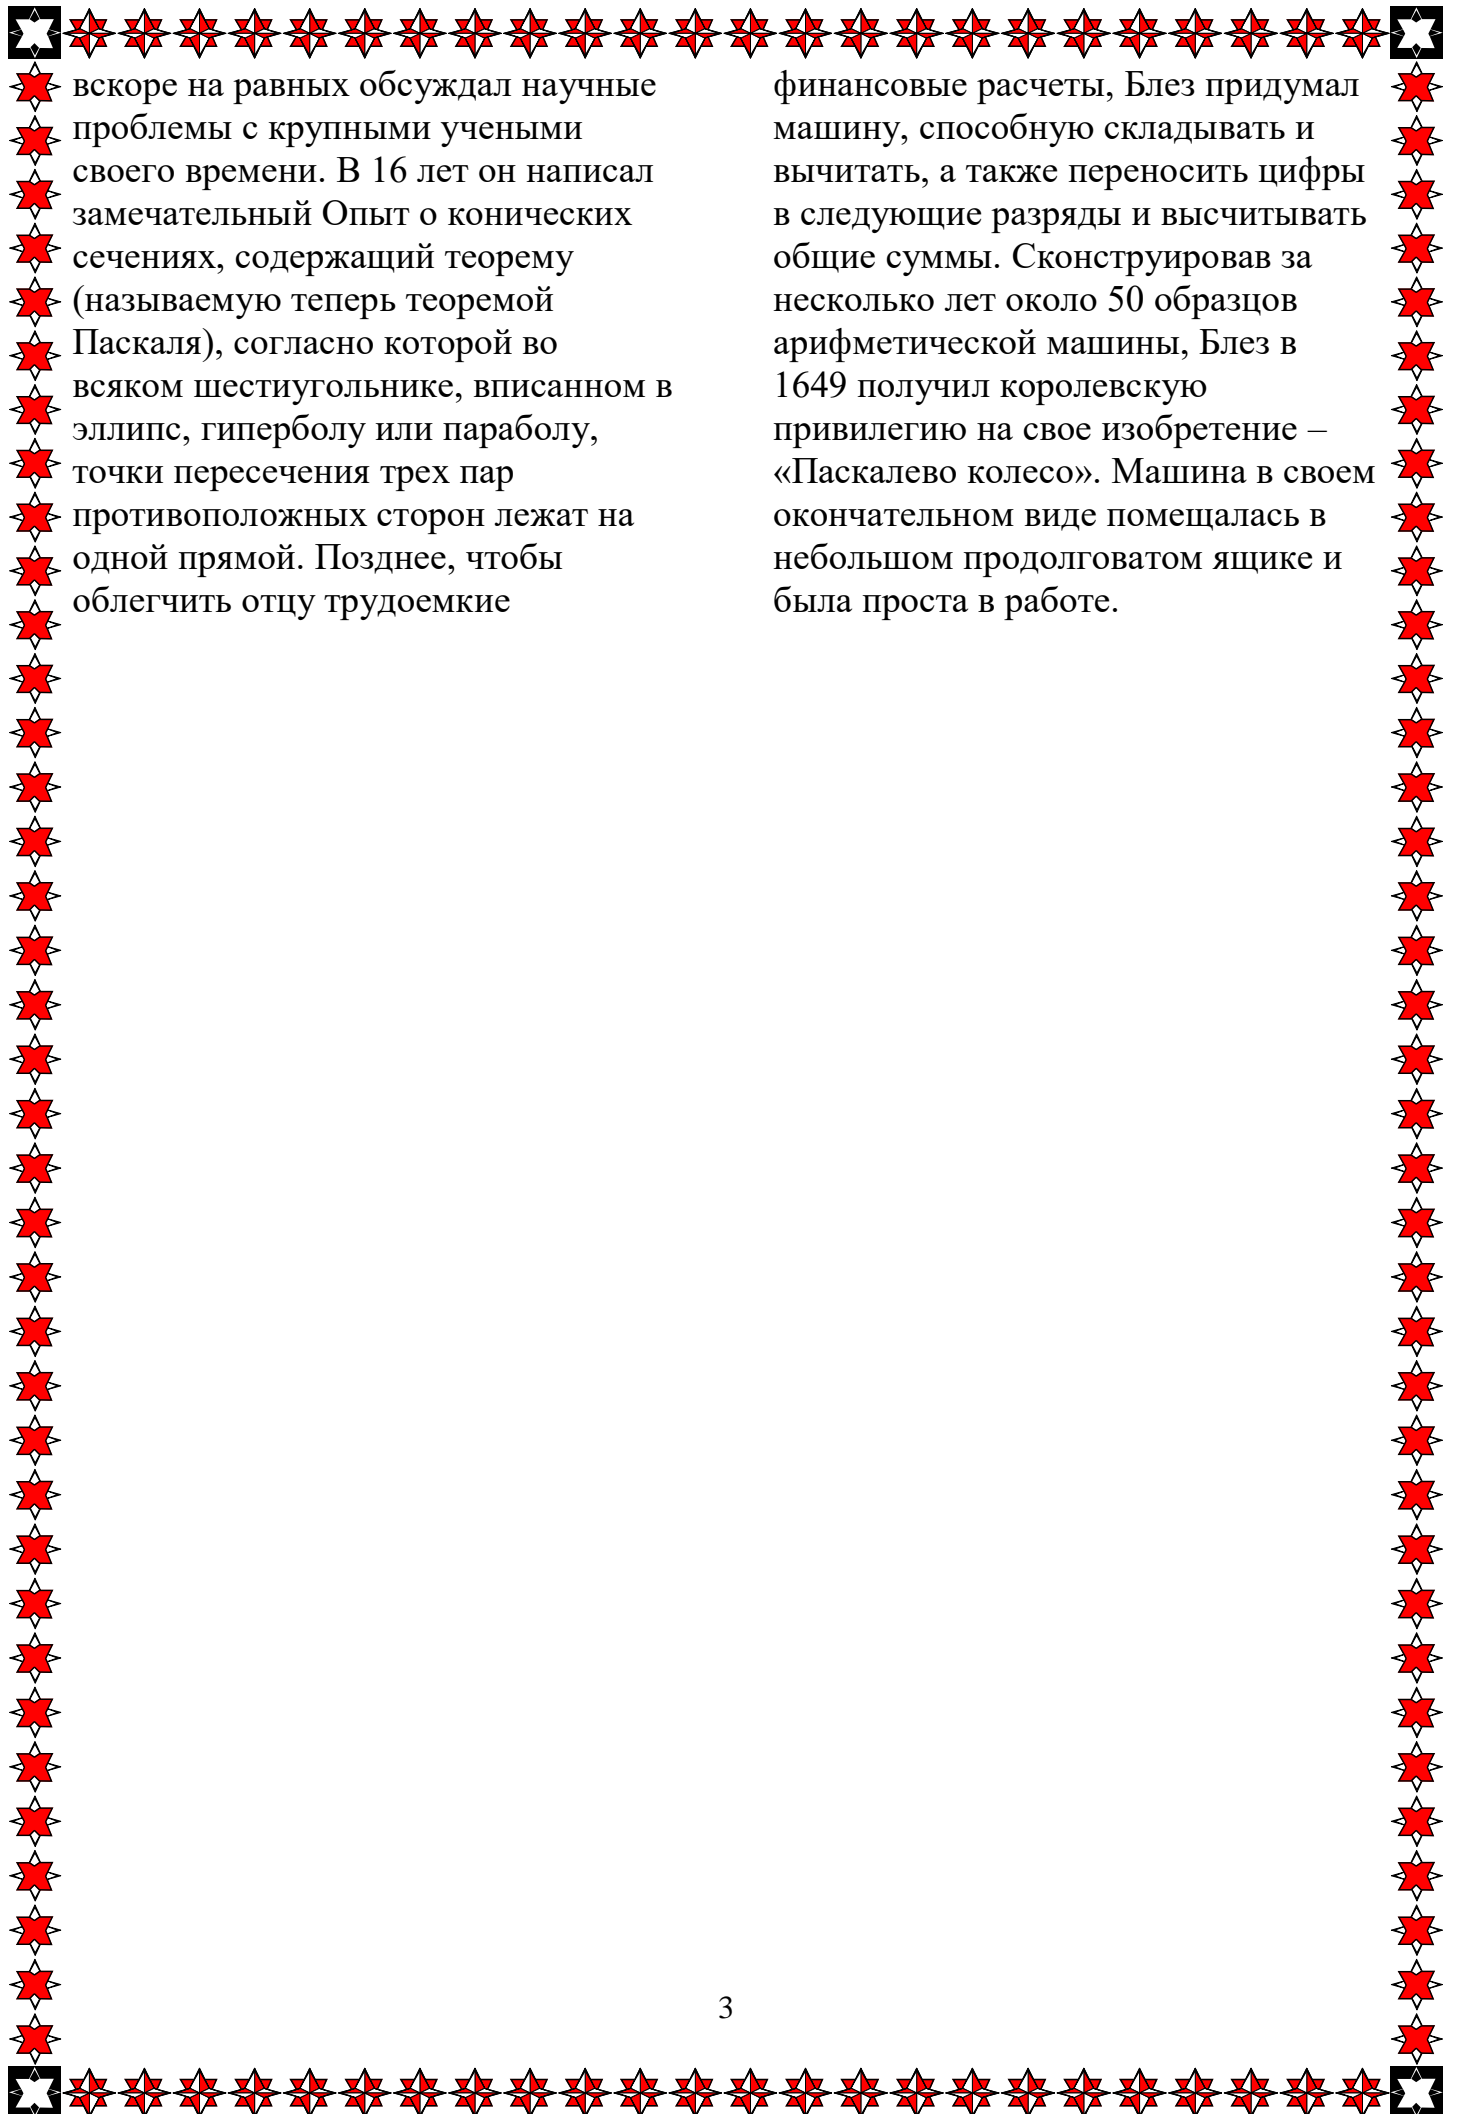 вскоре на равных обсуждал научные
проблемы с крупными учеными
своего времени. В 16 лет он написал
замечательный Опыт о конических
сечениях, содержащий теорему
(называемую теперь теоремой
Паскаля), согласно которой во
всяком шестиугольнике, вписанном в
эллипс, гиперболу или параболу,
точки пересечения трех пар
противоположных сторон лежат на
одной прямой. Позднее, чтобы
облегчить отцу трудоемкие
финансовые расчеты, Блез придумал
машину, способную складывать и
вычитать, а также переносить цифры
в следующие разряды и высчитывать
общие суммы. Сконструировав за
несколько лет около 50 образцов
арифметической машины, Блез в
1649 получил королевскую
привилегию на свое изобретение –
«Паскалево колесо». Машина в своем
окончательном виде помещалась в
небольшом продолговатом ящике и
была проста в работе.
3